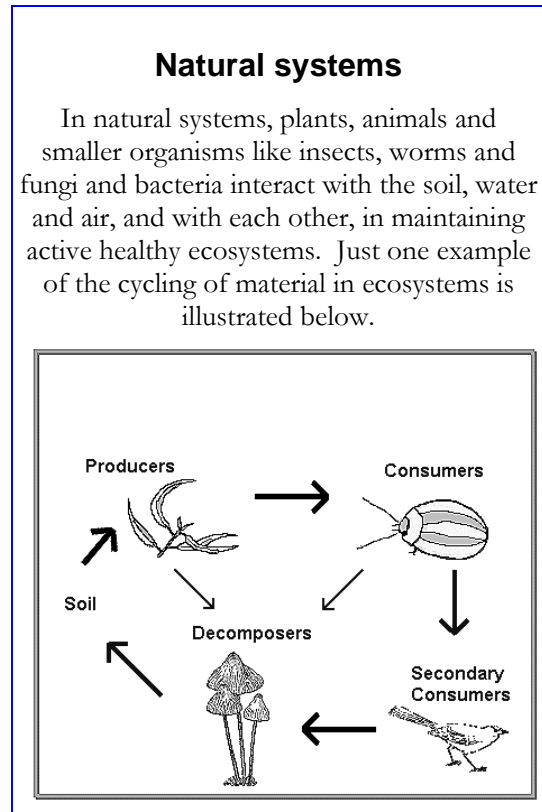 Natural systems
In natural systems, plants, animals and
smaller organisms like insects, worms and
fungi and bacteria interact with the soil, water
and air, and with each other, in maintaining
active healthy ecosystems.  Just one example
of the cycling of material in ecosystems is
illustrated below.
Producers
Consumers
Soil
Decomposers
Secondary
Consumers